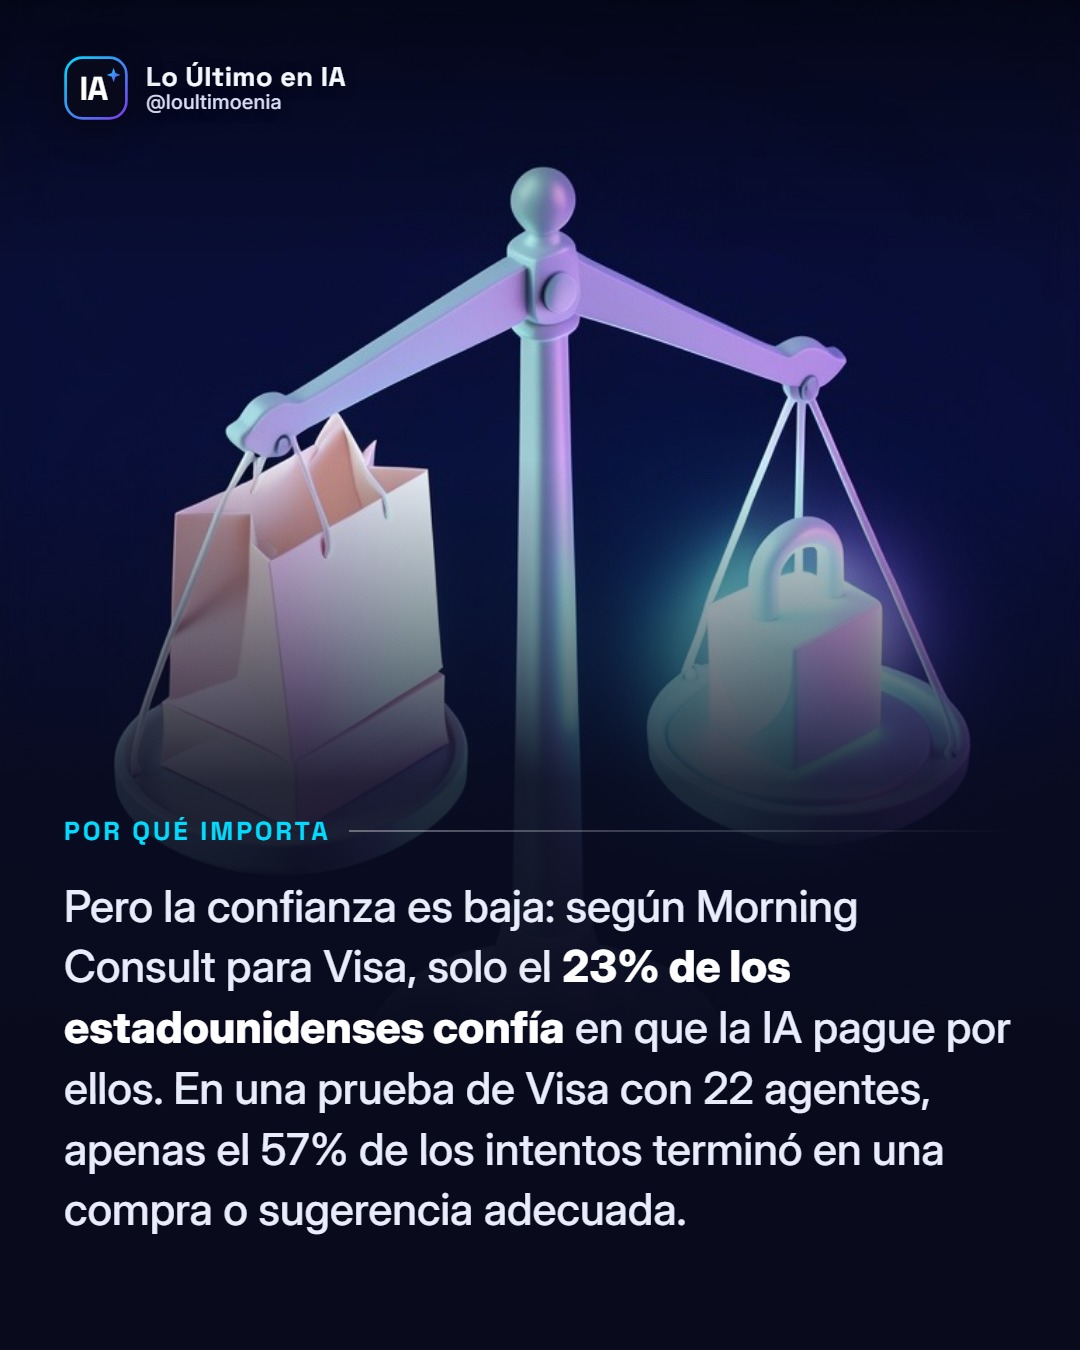 IA
Lo Último en IA
@loultimoenia
POR QUÉ IMPORTA
Pero la confianza es baja: según Morning
Consult para Visa, solo el 23% de los
estadounidenses confía en que la IA pague por
ellos. En una prueba de Visa con 22 agentes,
apenas el 57% de los intentos terminó en una
compra o sugerencia adecuada.